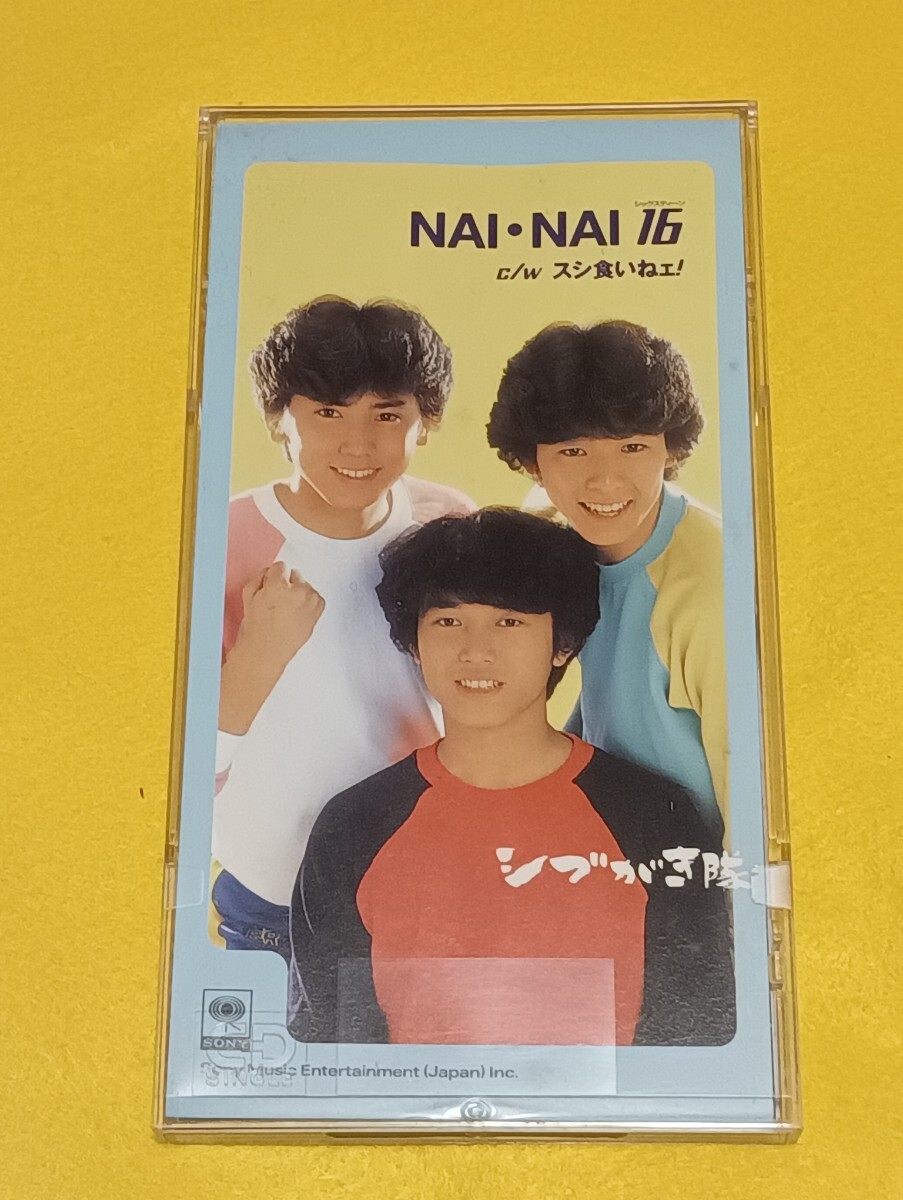 シックスティーン
NAI・NAI 16
c/w スシ食いねェ!
シブがき隊
SONY
SINGLE
Sony Music Entertainment (Japan) Inc.